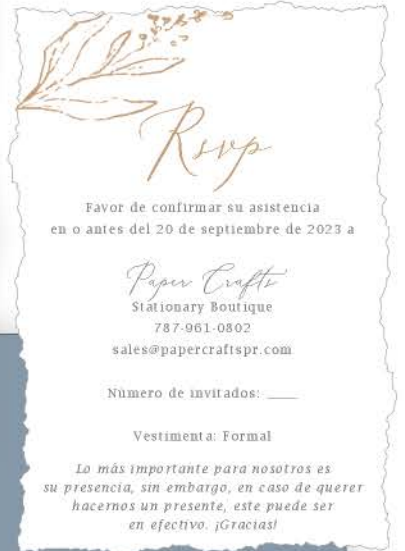 Rsvp
Favor de confirmar su asistencia
en o antes del 20 de septiembre de 2023 a
Paper Crafts
Stationary Boutique
787-961-0802
sales@papercraftspr.com
Número de invitados: ____
Vestimenta: Formal
Lo más importante para nosotros es
su presencia, sin embargo, en caso de querer
hacernos un presente, este puede ser
en efectivo. ¡Gracias!